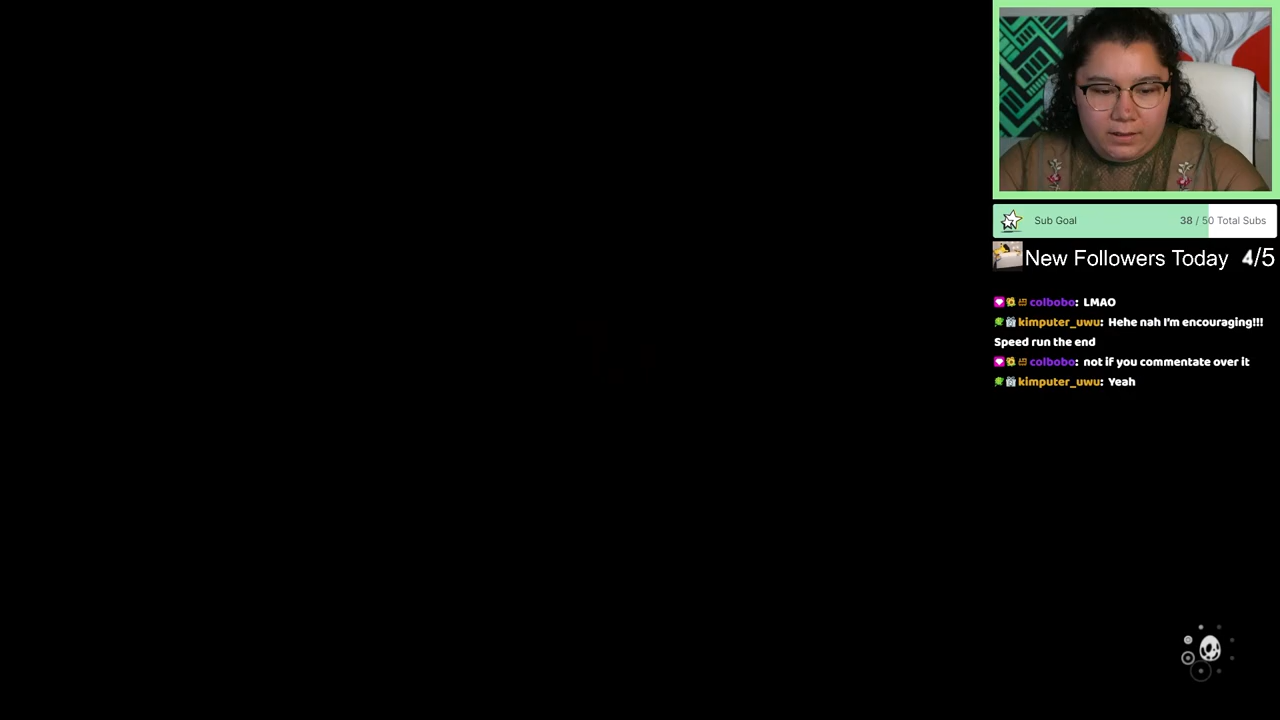 Sub Goal 38 / 50 Total Subs
New Followers Today 4/5
colbobo: LMAO
kimputer_uwu: Hehe nah I'm encouraging!!!
Speed run the end
colbobo: not if you commentate over it
kimputer_uwu: Yeah